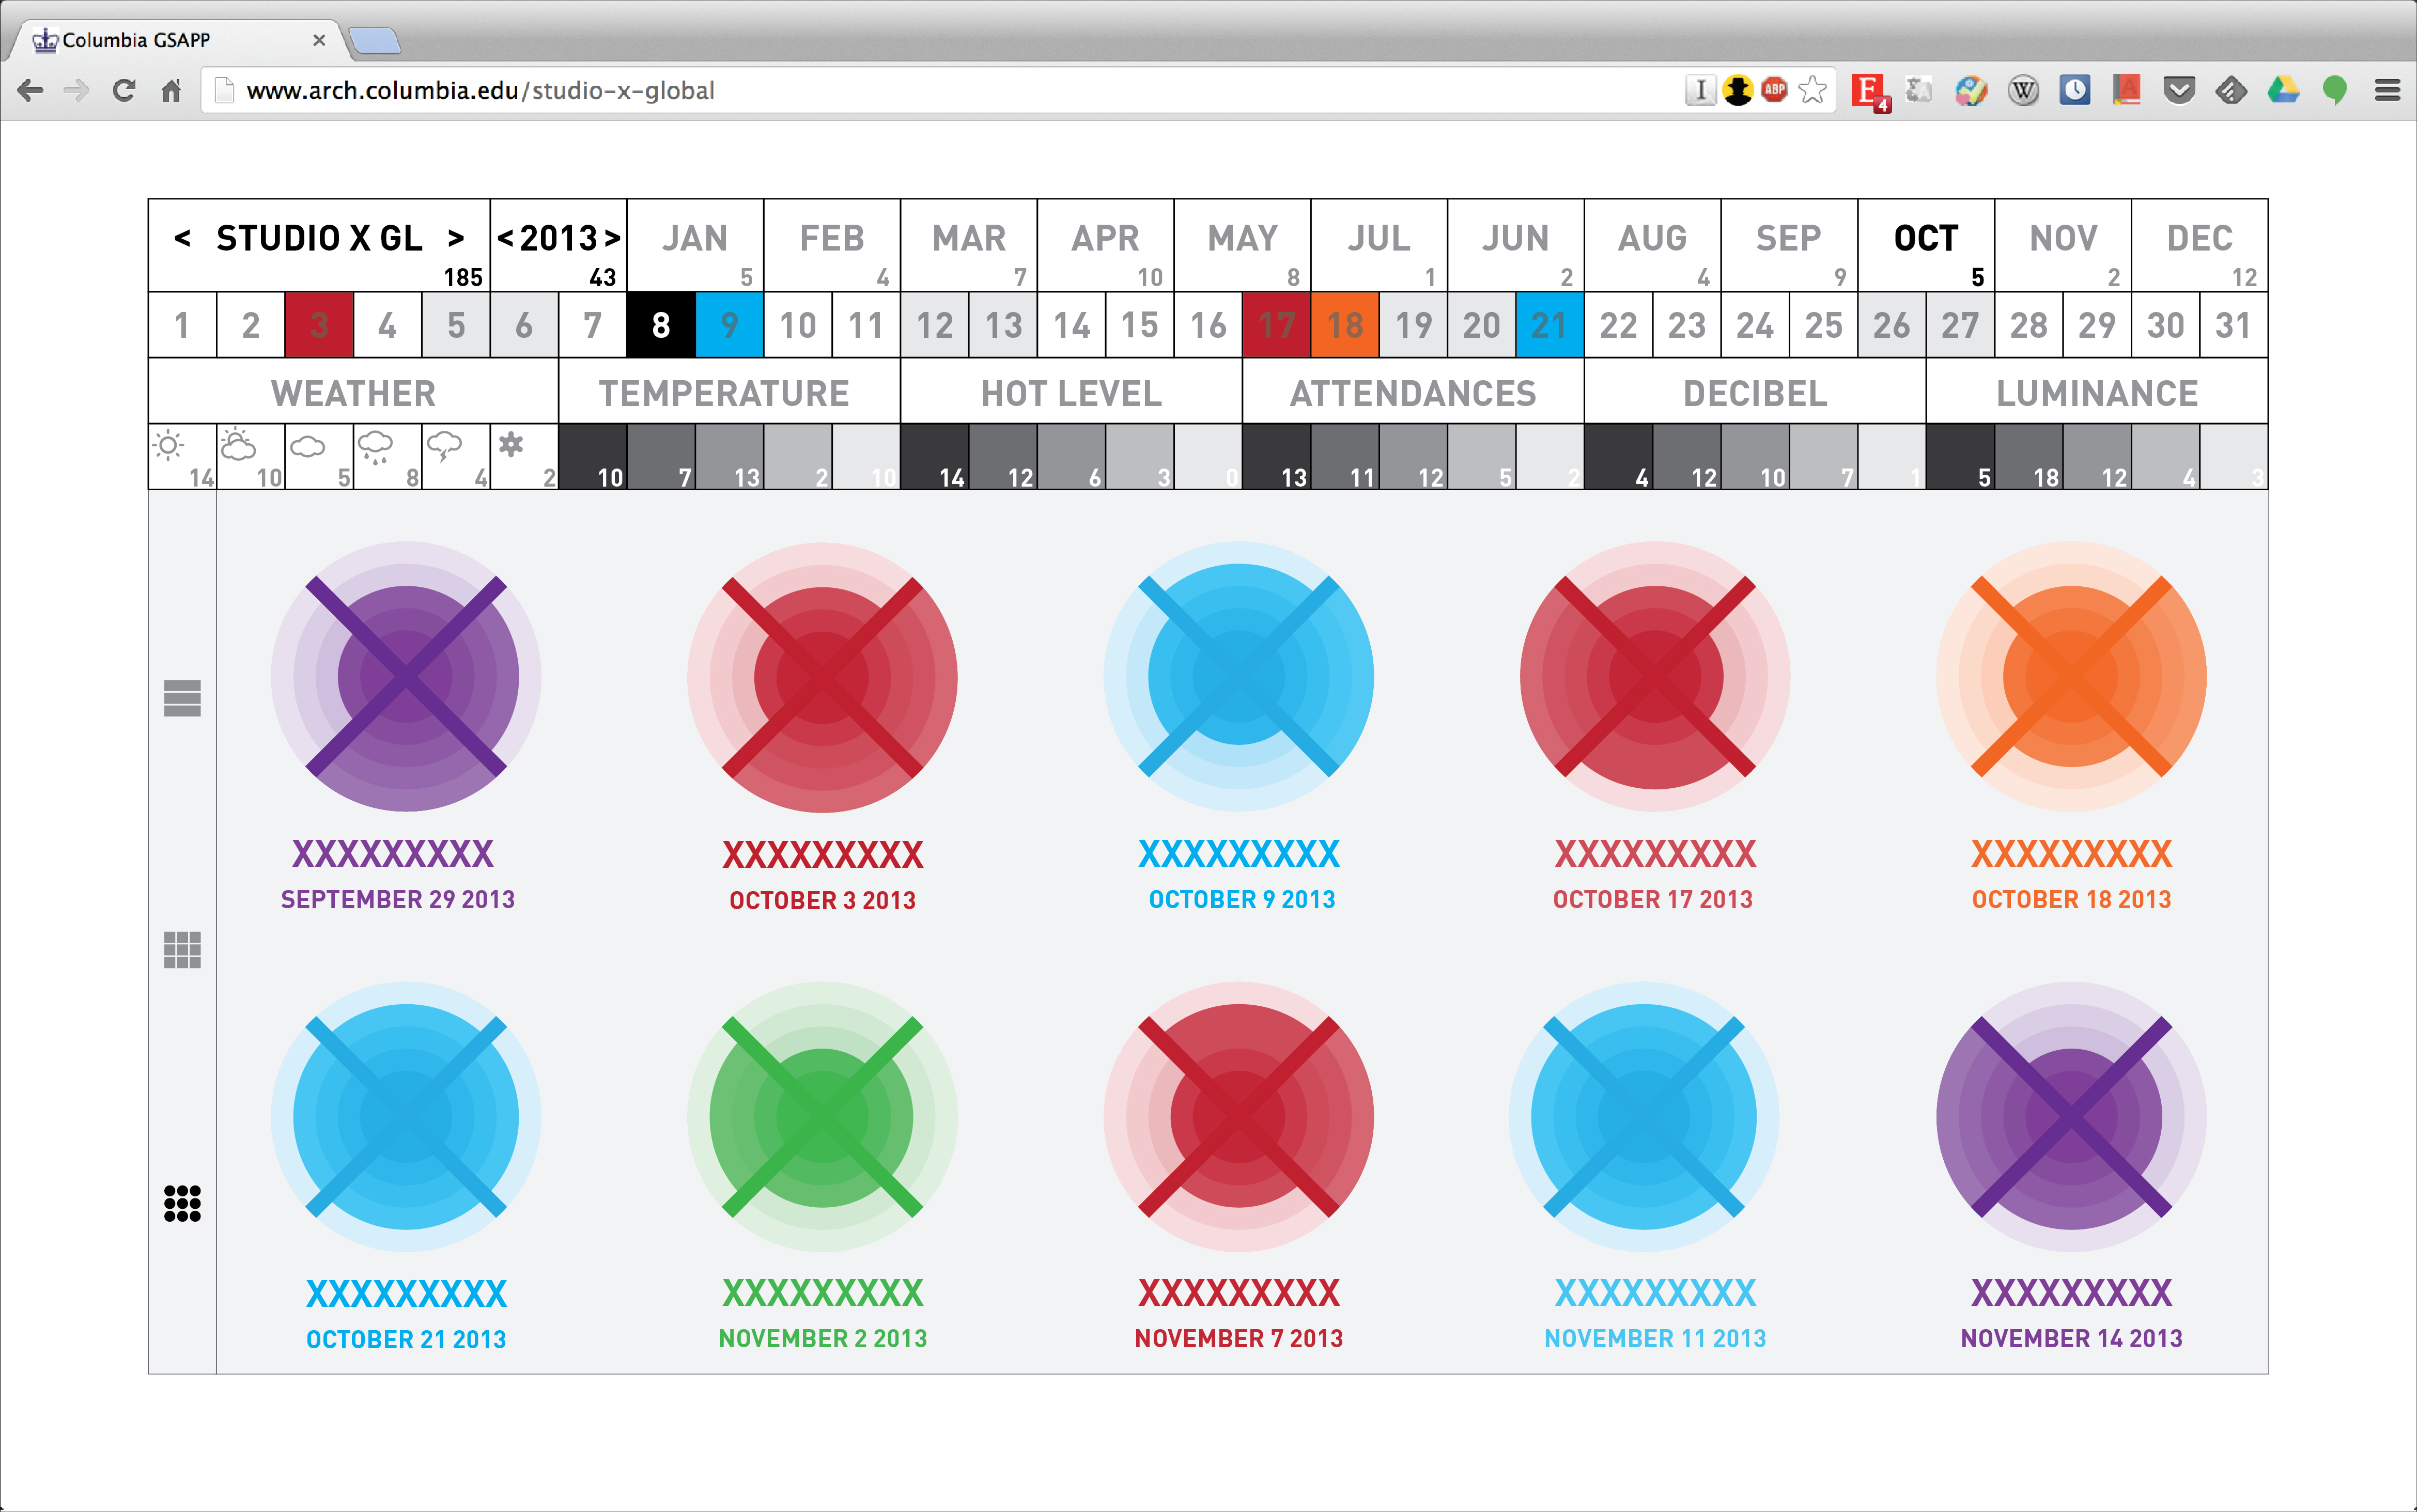 Columbia GSAPP
www.arch.columbia.edu/studio-x-global
I ABP E 4 A W A
< STUDIO X GL > <2013> JAN FEB MAR APR MAY JUL JUN AUG SEP OCT NOV DEC
185 43 5 4 7 10 8 1 2 4 9 5 2 12
1 2 3 4 5 6 7 8 9 10 11 12 13 14 15 16 17 18 19 20 21 22 23 24 25 26 27 28 29 30 31
WEATHER TEMPERATURE HOT LEVEL ATTENDANCES DECIBEL LUMINANCE
14 10 5 8 4 2 10 7 13 2 10 14 12 6 3 0 13 11 12 5 2 4 12 10 7 1 5 18 12 4 3
XXXXXXXXX XXXXXXXXX XXXXXXXXX XXXXXXXXX XXXXXXXXX
SEPTEMBER 29 2013 OCTOBER 3 2013 OCTOBER 9 2013 OCTOBER 17 2013 OCTOBER 18 2013
XXXXXXXXX XXXXXXXXX XXXXXXXXX XXXXXXXXX XXXXXXXXX
OCTOBER 21 2013 NOVEMBER 2 2013 NOVEMBER 7 2013 NOVEMBER 11 2013 NOVEMBER 14 2013